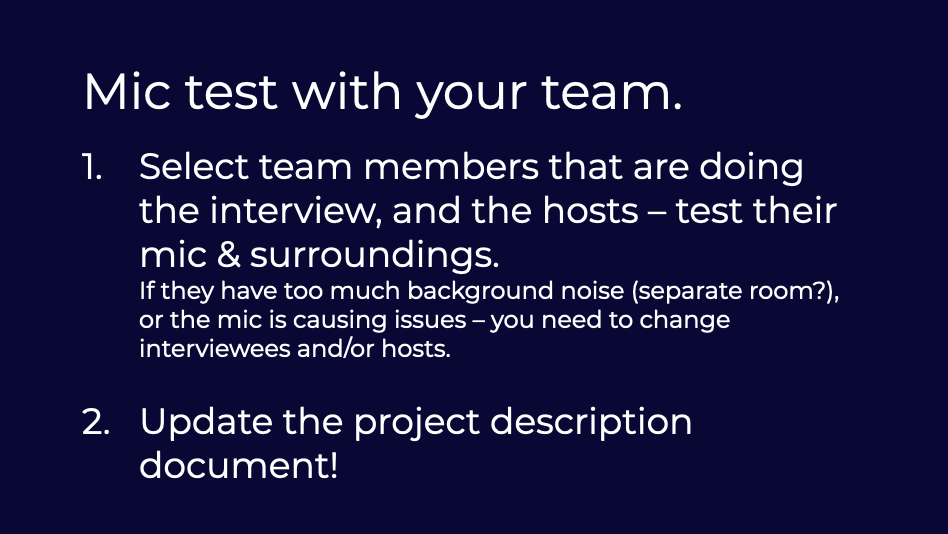 Mic test with your team.
1. Select team members that are doing
the interview, and the hosts – test their
mic & surroundings.
If they have too much background noise (separate room?),
or the mic is causing issues – you need to change
interviewees and/or hosts.
2. Update the project description
document!